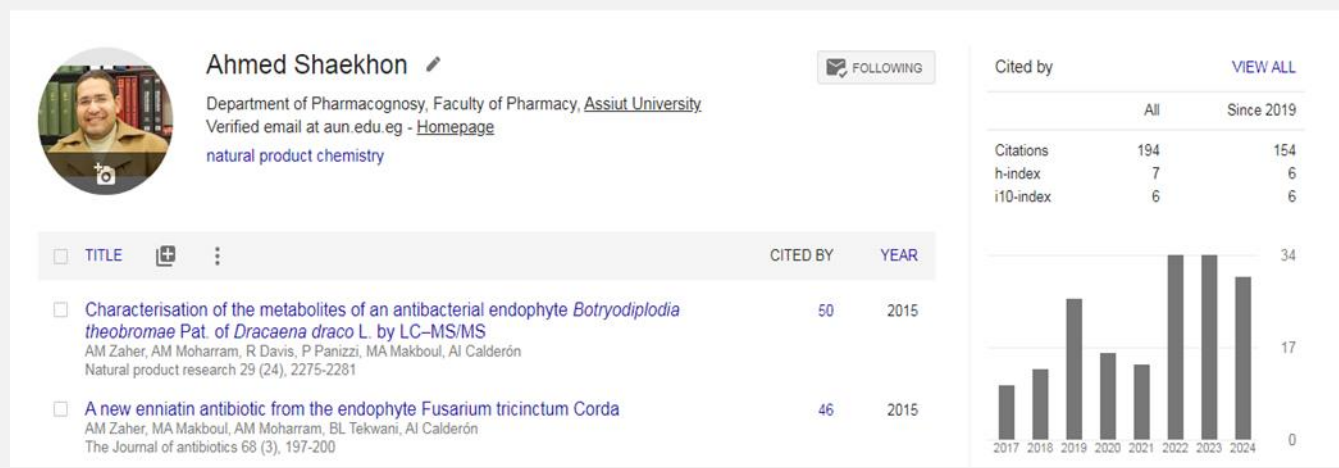 Ahmed Shaekhon
FOLLOWING
Department of Pharmacognosy, Faculty of Pharmacy, Assiut University
Verified email at aun.edu.eg - Homepage
natural product chemistry
TITLE CITED BY YEAR
Characterisation of the metabolites of an antibacterial endophyte Botryodiplodia 50 2015
theobromae Pat. of Dracaena draco L. by LC–MS/MS
AM Zaher, AM Moharram, R Davis, P Panizzi, MA Makboul, AI Calderón
Natural product research 29 (24), 2275-2281
A new enniatin antibiotic from the endophyte Fusarium tricinctum Corda 46 2015
AM Zaher, MA Makboul, AM Moharram, BL Tekwani, AI Calderón
The Journal of antibiotics 68 (3), 197-200
Cited by VIEW ALL
All Since 2019
Citations 194 154
h-index 7 6
i10-index 6 6
34
17
0
2017 2018 2019 2020 2021 2022 2023 2024